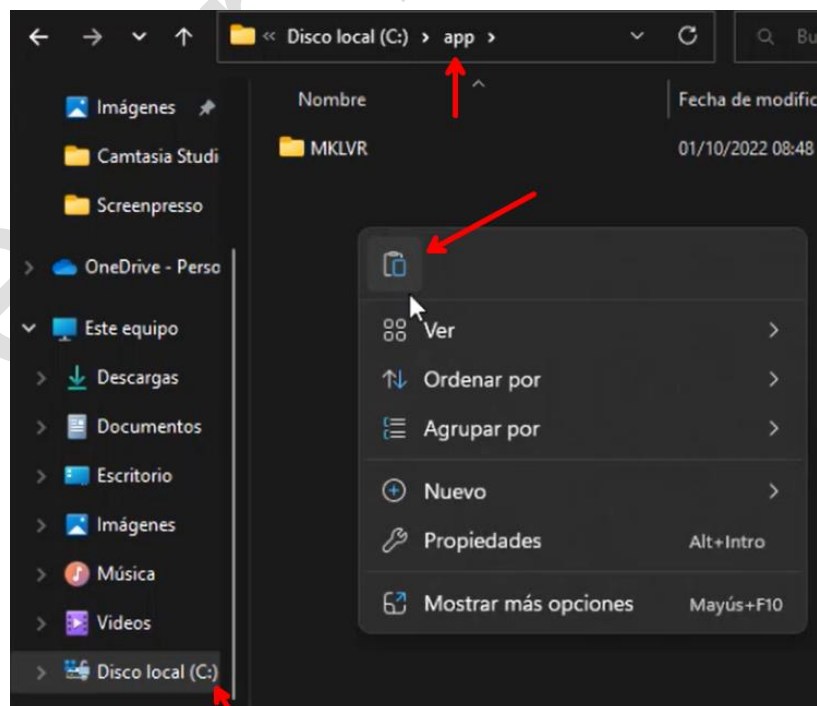 « Disco local (C:) > app >
Bu
Nombre
Fecha de modific
MKLVR
01/10/2022 08:48
Imágenes
Camtasia Studi
Screenpresso
OneDrive - Perso
Este equipo
Descargas
Documentos
Escritorio
Imágenes
Música
Videos
Disco local (C:)
Ver
Ordenar por
Agrupar por
Nuevo
Propiedades Alt+Intro
Mostrar más opciones Mayús+F10